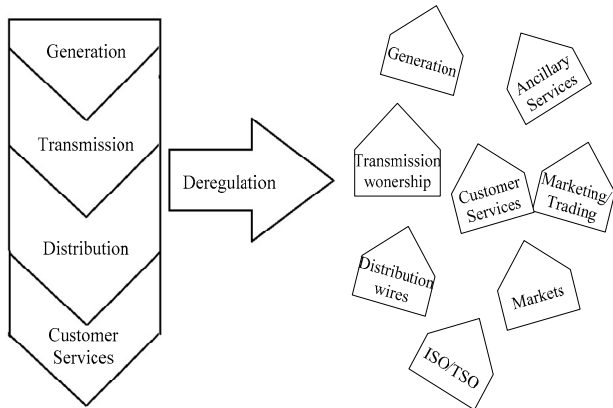 Generation
Transmission
Distribution
Customer
Services
Deregulation
Generation
Ancillary
Services
Transmission
wonership
Customer
Services
Marketing/
Trading
Distribution
wires
Markets
ISO/TSO